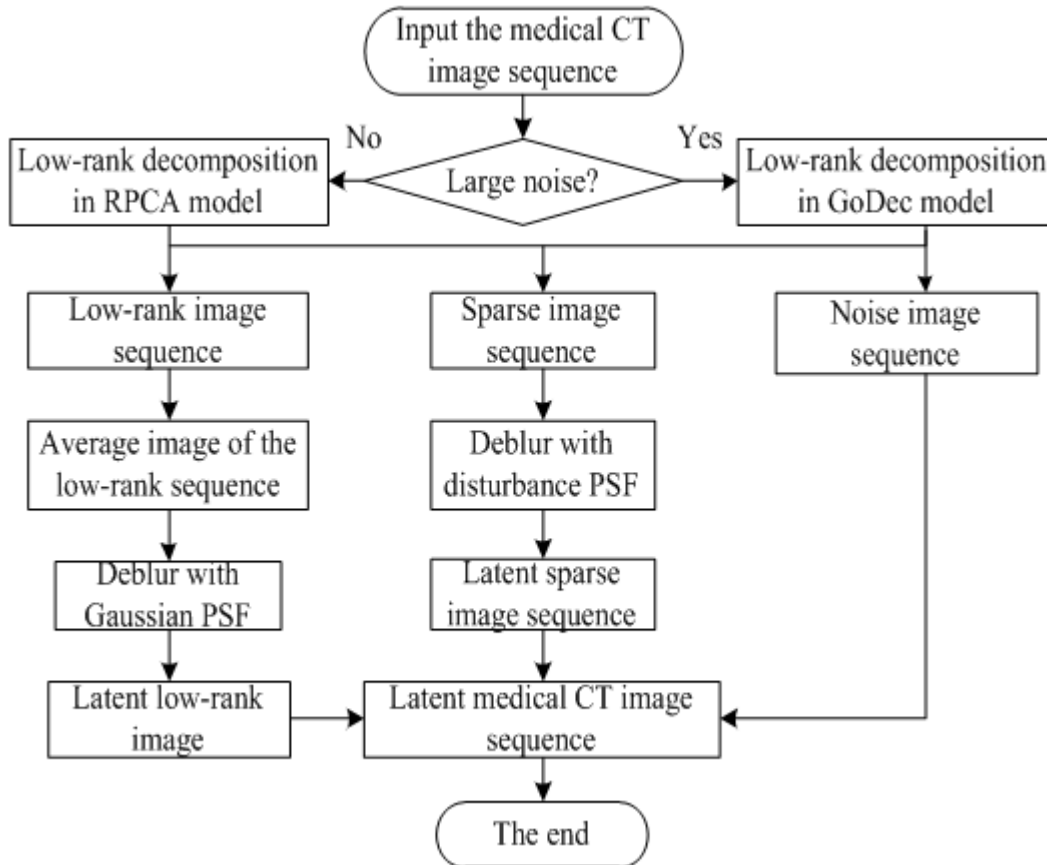 Input the medical CT
image sequence
No
Yes
Low-rank decomposition
in RPCA model
Large noise?
Low-rank decomposition
in GoDec model
Low-rank image
sequence
Sparse image
sequence
Noise image
sequence
Average image of the
low-rank sequence
Deblur with
disturbance PSF
Deblur with
Gaussian PSF
Latent sparse
image sequence
Latent low-rank
image
Latent medical CT image
sequence
The end